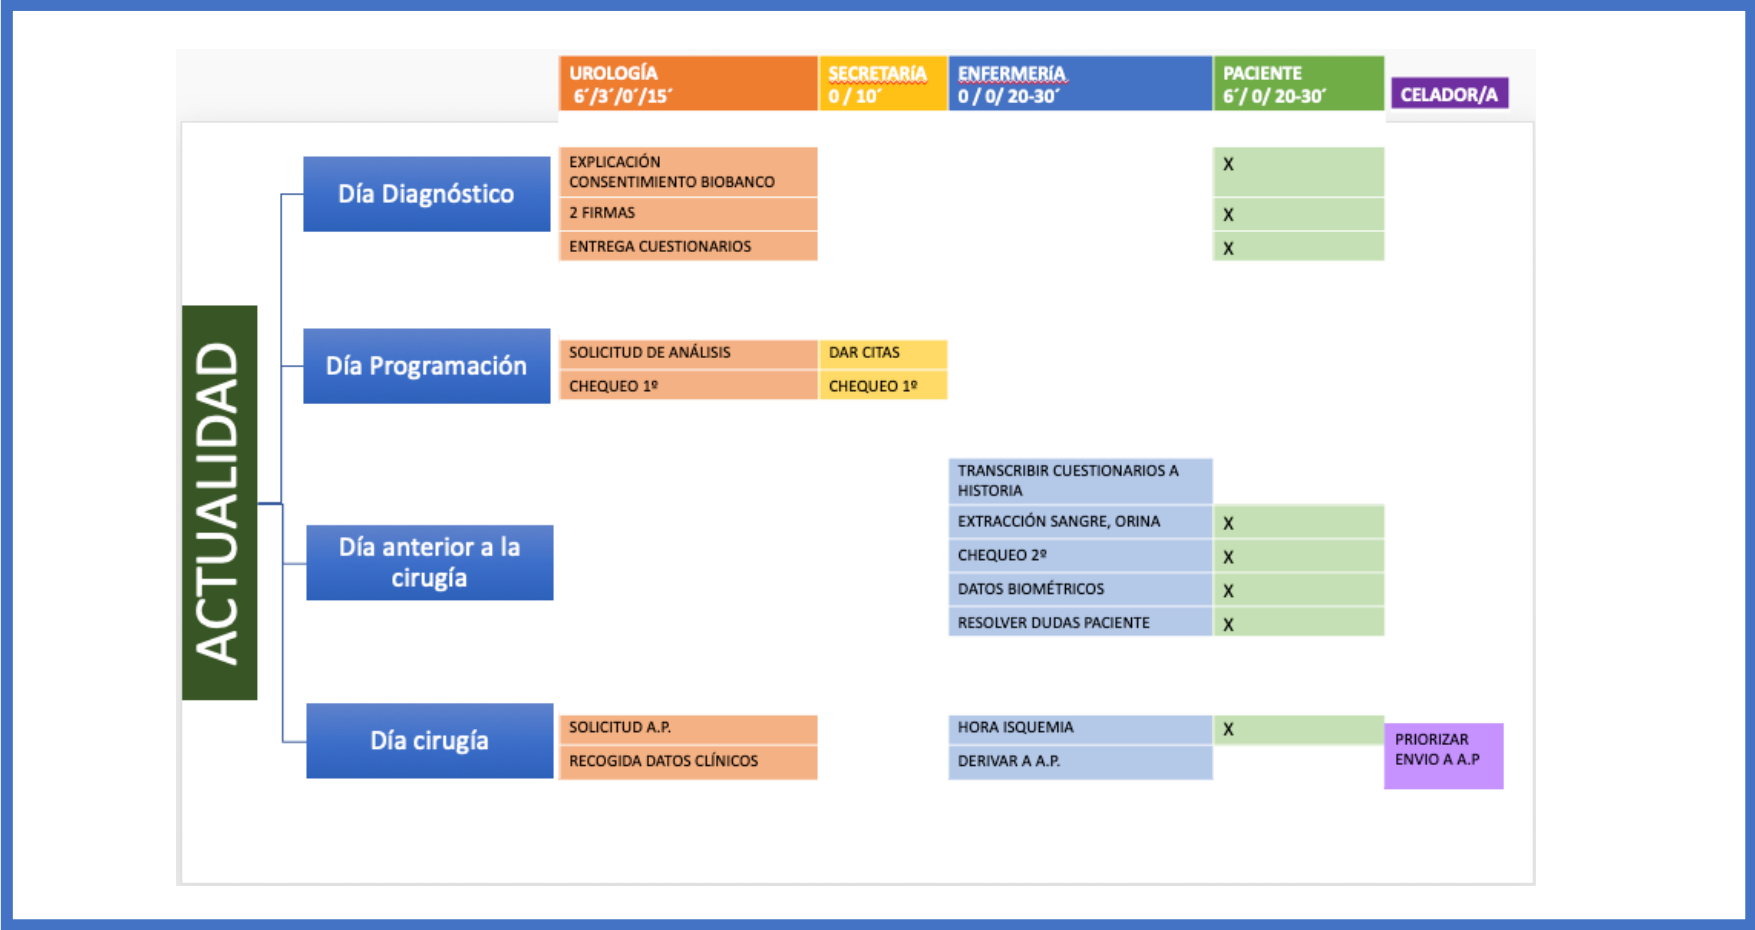 UROLOGÍA
6´/3´/0´/15´
SECRETARÍA
0 / 10´
ENFERMERÍA
0 / 0/ 20-30´
PACIENTE
6´/ 0/ 20-30´
CELADOR/A
ACTUALIDAD
Día Diagnóstico
EXPLICACIÓN
CONSENTIMIENTO BIOBANCO
X
2 FIRMAS
X
ENTREGA CUESTIONARIOS
X
Día Programación
SOLICITUD DE ANÁLISIS
DAR CITAS
CHEQUEO 1º
CHEQUEO 1º
Día anterior a la
cirugía
TRANSCRIBIR CUESTIONARIOS A
HISTORIA
EXTRACCIÓN SANGRE, ORINA
X
CHEQUEO 2º
X
DATOS BIOMÉTRICOS
X
RESOLVER DUDAS PACIENTE
X
Día cirugía
SOLICITUD A.P.
HORA ISQUEMIA
X
RECOGIDA DATOS CLÍNICOS
DERIVAR A A.P.
PRIORIZAR
ENVIO A A.P